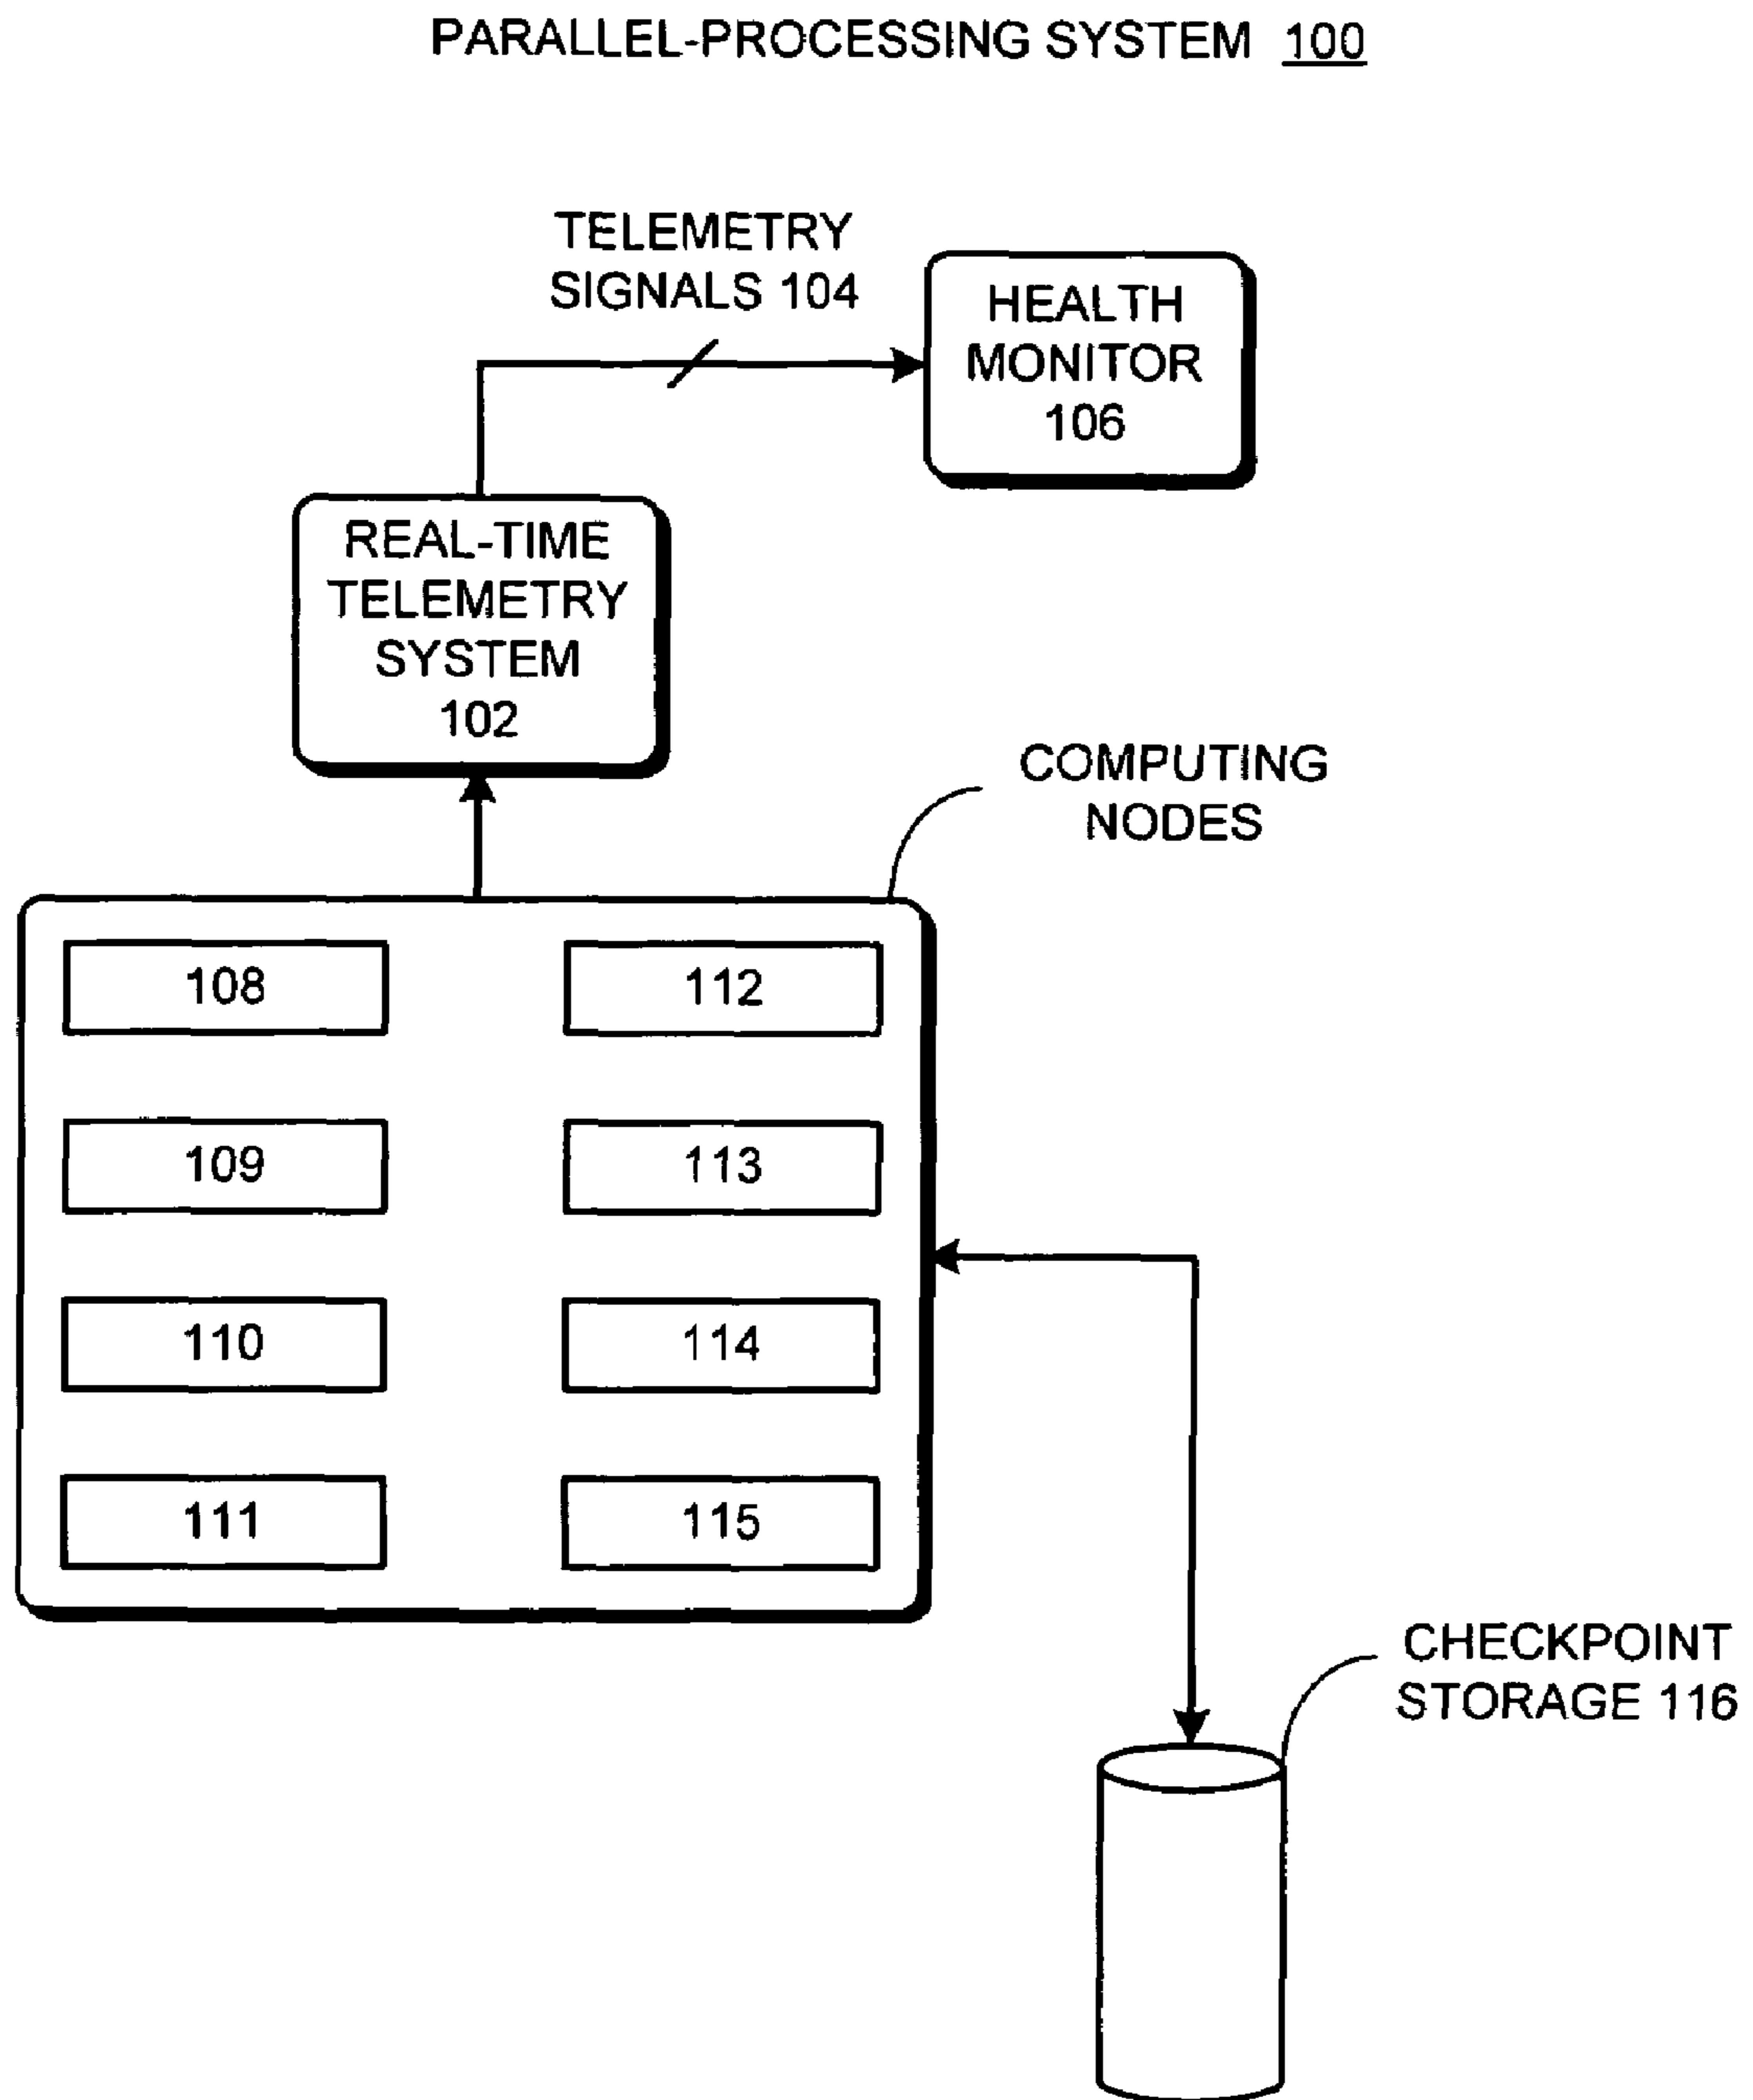 PARALLEL-PROCESSING SYSTEM 100
TELEMETRY
SIGNALS 104
HEALTH
MONITOR
106
REAL-TIME
TELEMETRY
SYSTEM
102
COMPUTING
NODES
108
112
109
113
110
114
111
115
CHECKPOINT
STORAGE 116